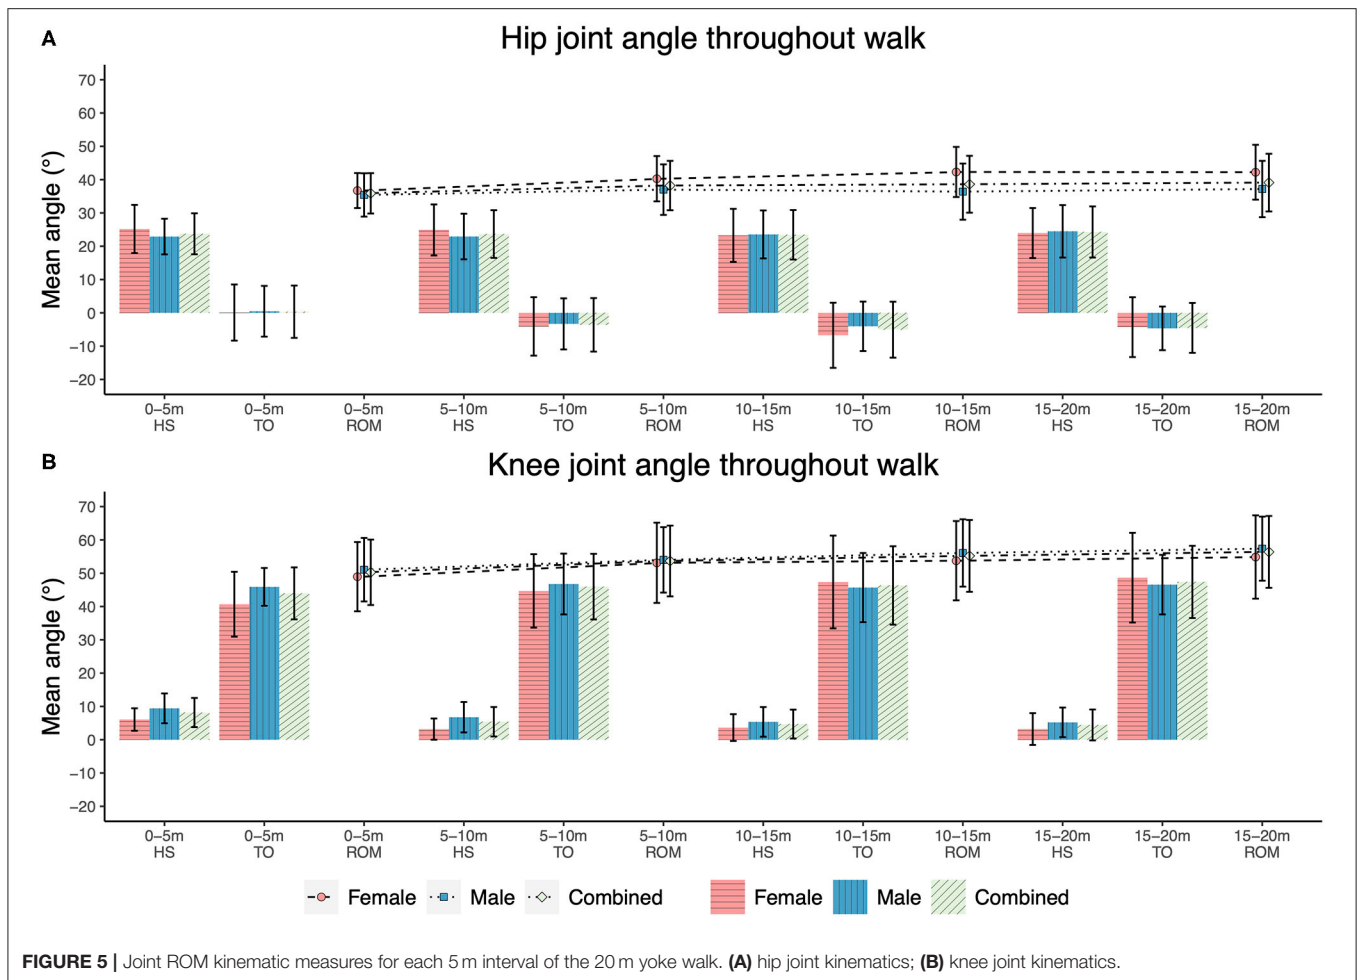 A
Hip joint angle throughout walk
Mean angle (°)
70
60
50
40
30
20
10
0
−10
−20
0−5m 0−5m 0−5m 5−10m 5−10m 5−10m 10−15m 10−15m 10−15m 15−20m 15−20m 15−20m
HS TO ROM HS TO ROM HS TO ROM HS TO ROM
B
Knee joint angle throughout walk
Mean angle (°)
70
60
50
40
30
20
10
0
−10
−20
0−5m 0−5m 0−5m 5−10m 5−10m 5−10m 10−15m 10−15m 10−15m 15−20m 15−20m 15−20m
HS TO ROM HS TO ROM HS TO ROM HS TO ROM
Female Male Combined Female Male Combined
FIGURE 5 | Joint ROM kinematic measures for each 5 m interval of the 20 m yoke walk. (A) hip joint kinematics; (B) knee joint kinematics.